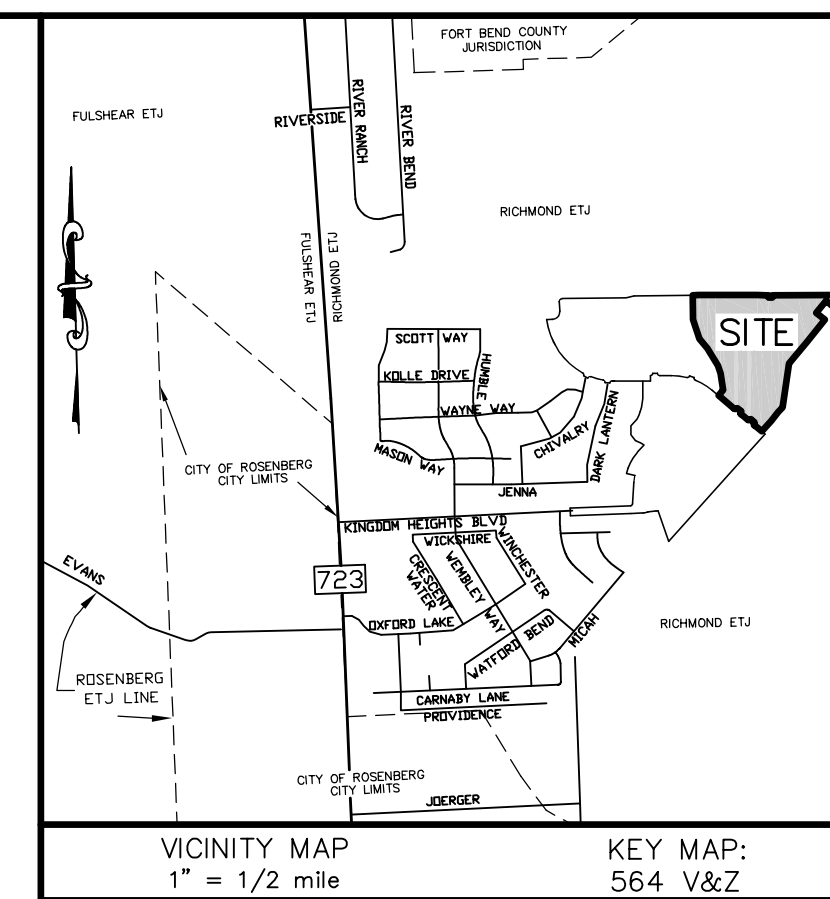 FORT BEND COUNTY
JURISDICTION
FULSHEAR ETJ
RIVERSIDE
RIVER RANCH
RIVER BEND
RICHMOND ETJ
FULSHEAR ETJ
RICHMOND ETJ
SITE
SCOTT WAY
HUMBLE
KOLLE DRIVE
WAYNE WAY
CHIVALRY
DARK LANTERN
MASON WAY
CITY OF ROSENBERG
CITY LIMITS
JENNA
KINGDOM HEIGHTS BLVD
WICKSHIRE
WINCHESTER
CRESCENT
WATER
WEMBLEY WAY
EVANS
723
OXFORD LAKE
WATFORD BEND
MICAH
RICHMOND ETJ
ROSENBERG
ETJ LINE
CARNABY LANE
PROVIDENCE
CITY OF ROSENBERG
CITY LIMITS
JOERGER
VICINITY MAP
1" = 1/2 mile
KEY MAP:
564 V&Z